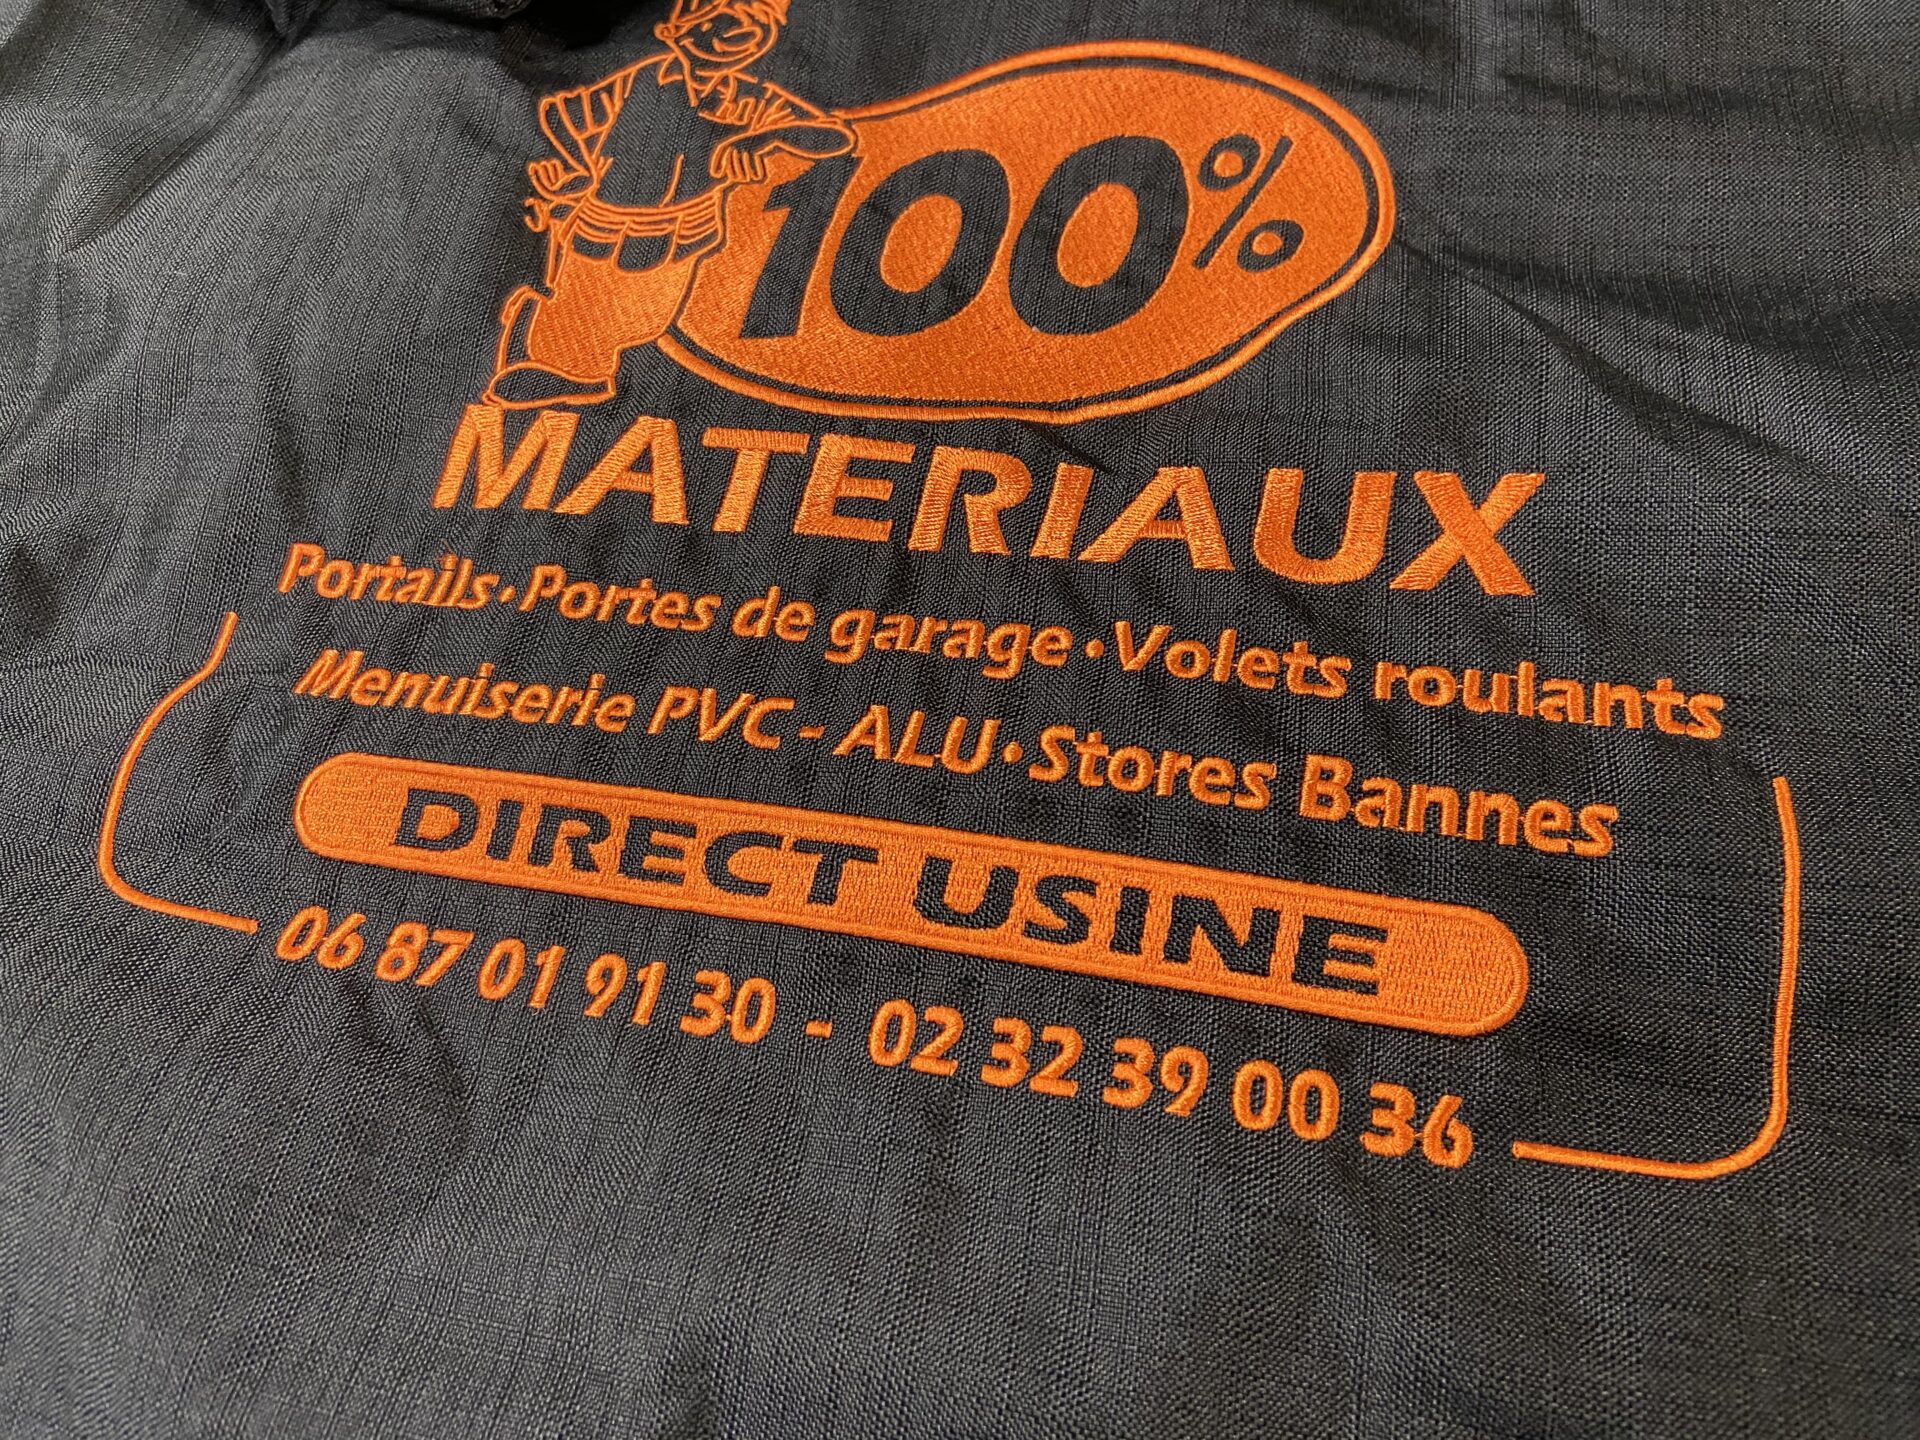 100%
MATERIAUX
Portails • Portes de garage • Volets roulants
Menuiserie PVC - ALU • Stores Bannes
DIRECT USINE
06 87 01 91 30 - 02 32 39 00 36